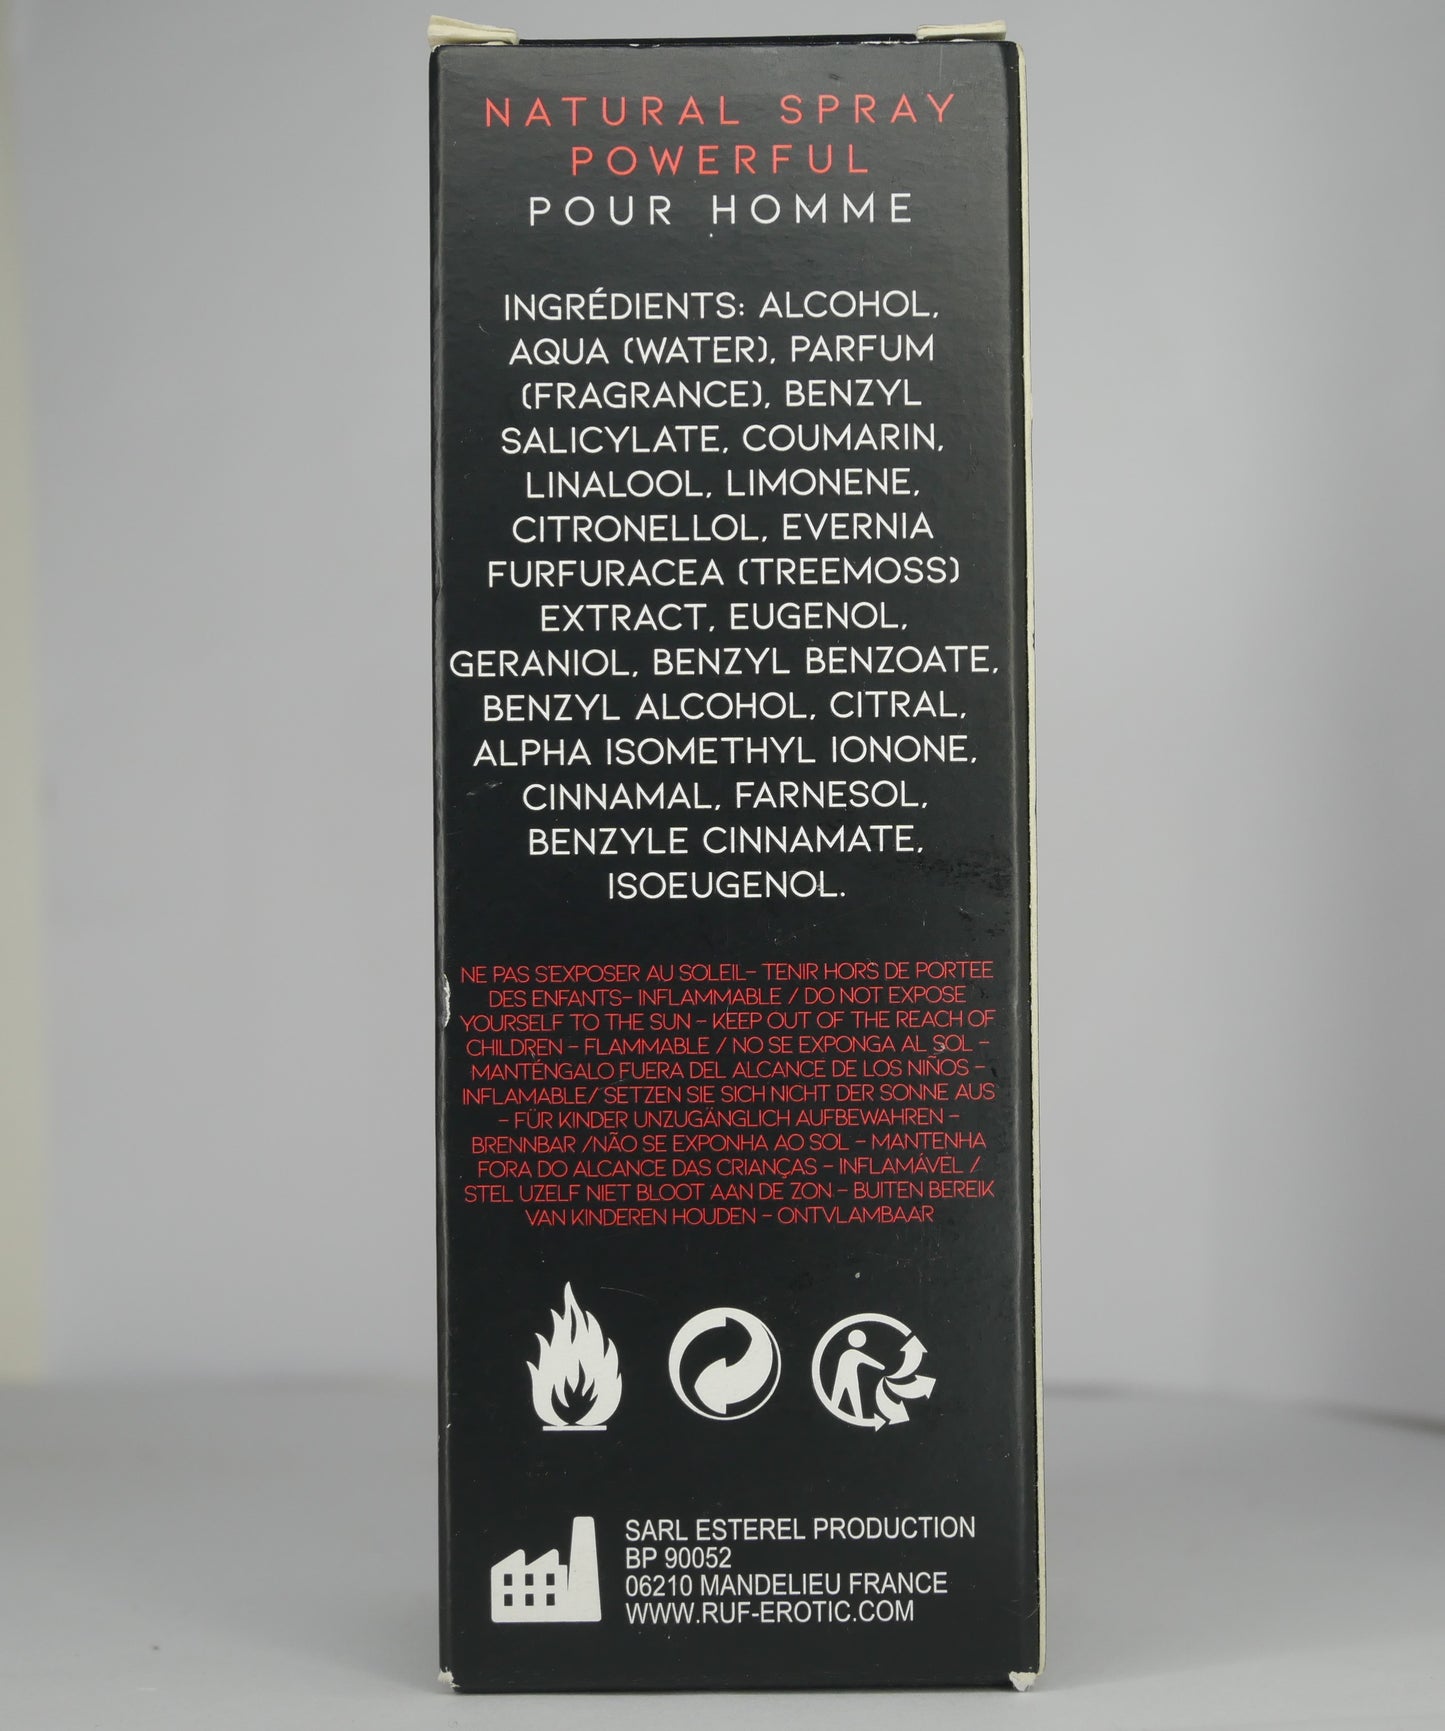 NATURAL SPRAY
POWERFUL
POUR HOMME
INGRÉDIENTS: ALCOHOL,
AQUA (WATER), PARFUM
(FRAGRANCE), BENZYL
SALICYLATE, COUMARIN,
LINALOOL, LIMONENE,
CITRONELLOL, EVERNIA
FURFURACEA (TREEMOSS)
EXTRACT, EUGENOL,
GERANIOL, BENZYL BENZOATE,
BENZYL ALCOHOL, CITRAL,
ALPHA ISOMETHYL IONONE,
CINNAMAL, FARNESOL,
BENZYLE CINNAMATE,
ISOEUGENOL.
NE PAS S'EXPOSER AU SOLEIL- TENIR HORS DE PORTEE
DES ENFANTS- INFLAMMABLE / DO NOT EXPOSE
YOURSELF TO THE SUN - KEEP OUT OF THE REACH OF
CHILDREN - FLAMMABLE / NO SE EXPONGA AL SOL -
MANTÉNGALO FUERA DEL ALCANCE DE LOS NIÑOS -
INFLAMABLE/ SETZEN SIE SICH NICHT DER SONNE AUS
- FÜR KINDER UNZUGÄNGLICH AUFBEWAHREN -
BRENNBAR /NÃO SE EXPONHA AO SOL - MANTENHA
FORA DO ALCANCE DAS CRIANÇAS - INFLAMÁVEL /
STEL UZELF NIET BLOOT AAN DE ZON - BUITEN BEREIK
VAN KINDEREN HOUDEN - ONTVLAMBAAR
SARL ESTEREL PRODUCTION
BP 90052
06210 MANDELIEU FRANCE
WWW.RUF-EROTIC.COM